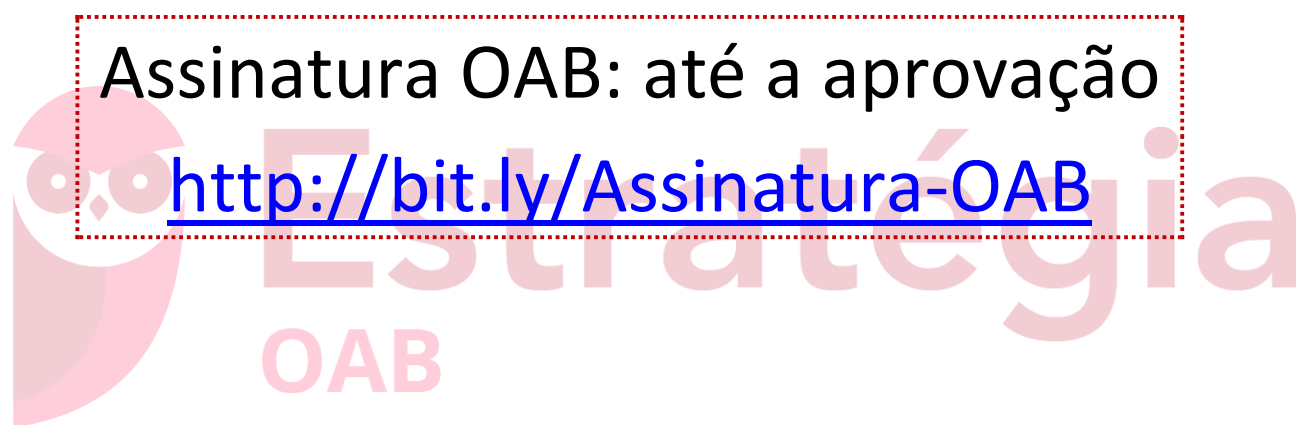 Assinatura OAB: até a aprovação
http://bit.ly/Assinatura-OAB
Estratégia
OAB